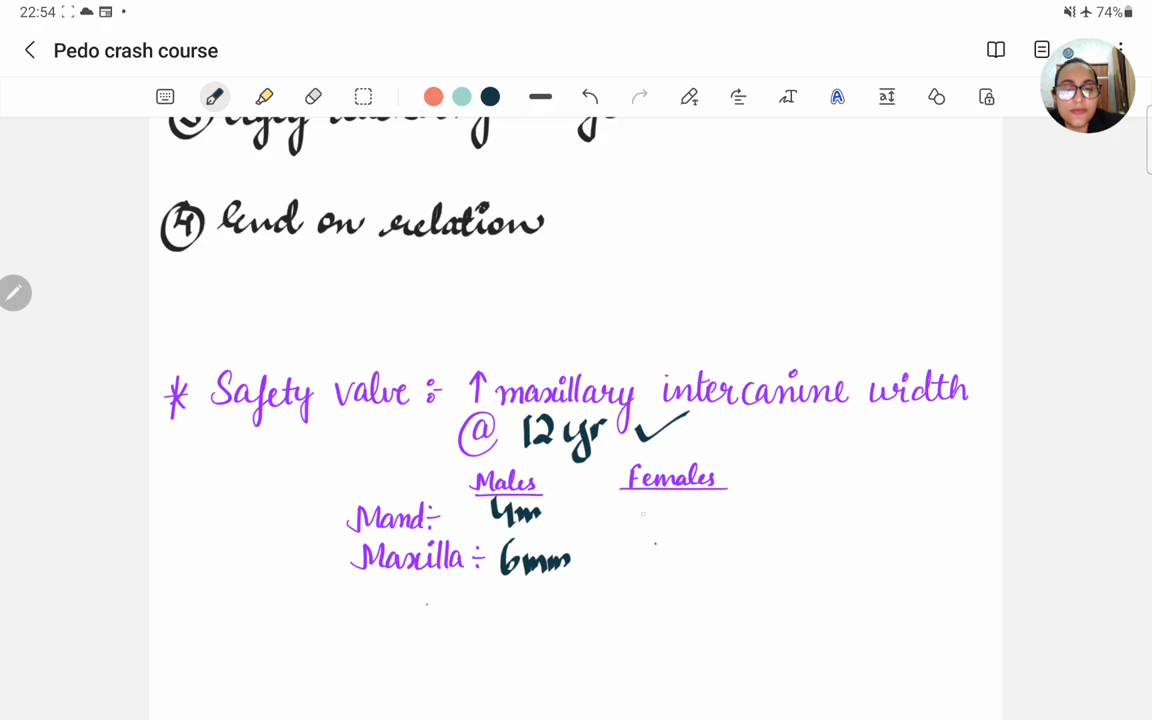 22:54 74%
Pedo crash course
④ End on relation
* Safety valve : ↑ maxillary intercanine width
@ 12 yr ✓
Males Females
Mand :- 4m
Maxilla :- 6mm